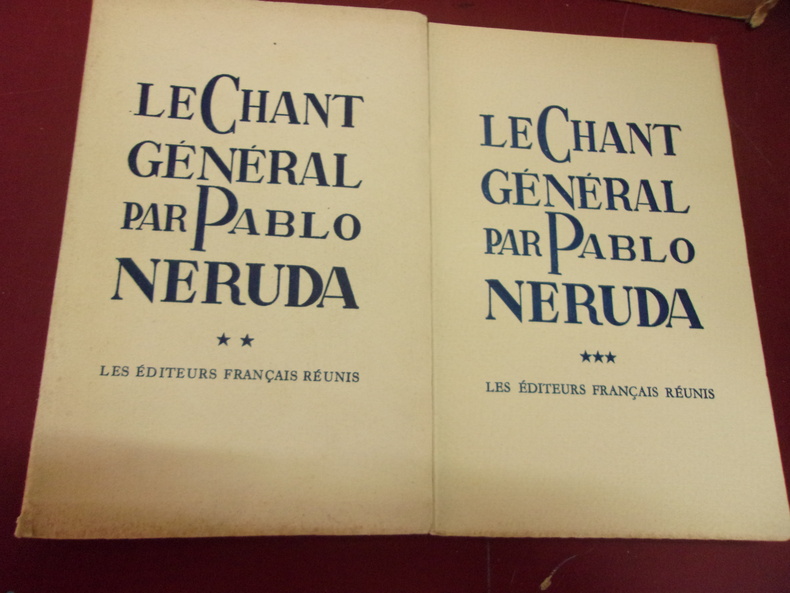 LE CHANT
GÉNÉRAL
PAR PABLO
NERUDA
★ ★
LES ÉDITEURS FRANÇAIS RÉUNIS
LE CHANT
GÉNÉRAL
PAR PABLO
NERUDA
★★★
LES ÉDITEURS FRANÇAIS RÉUNIS